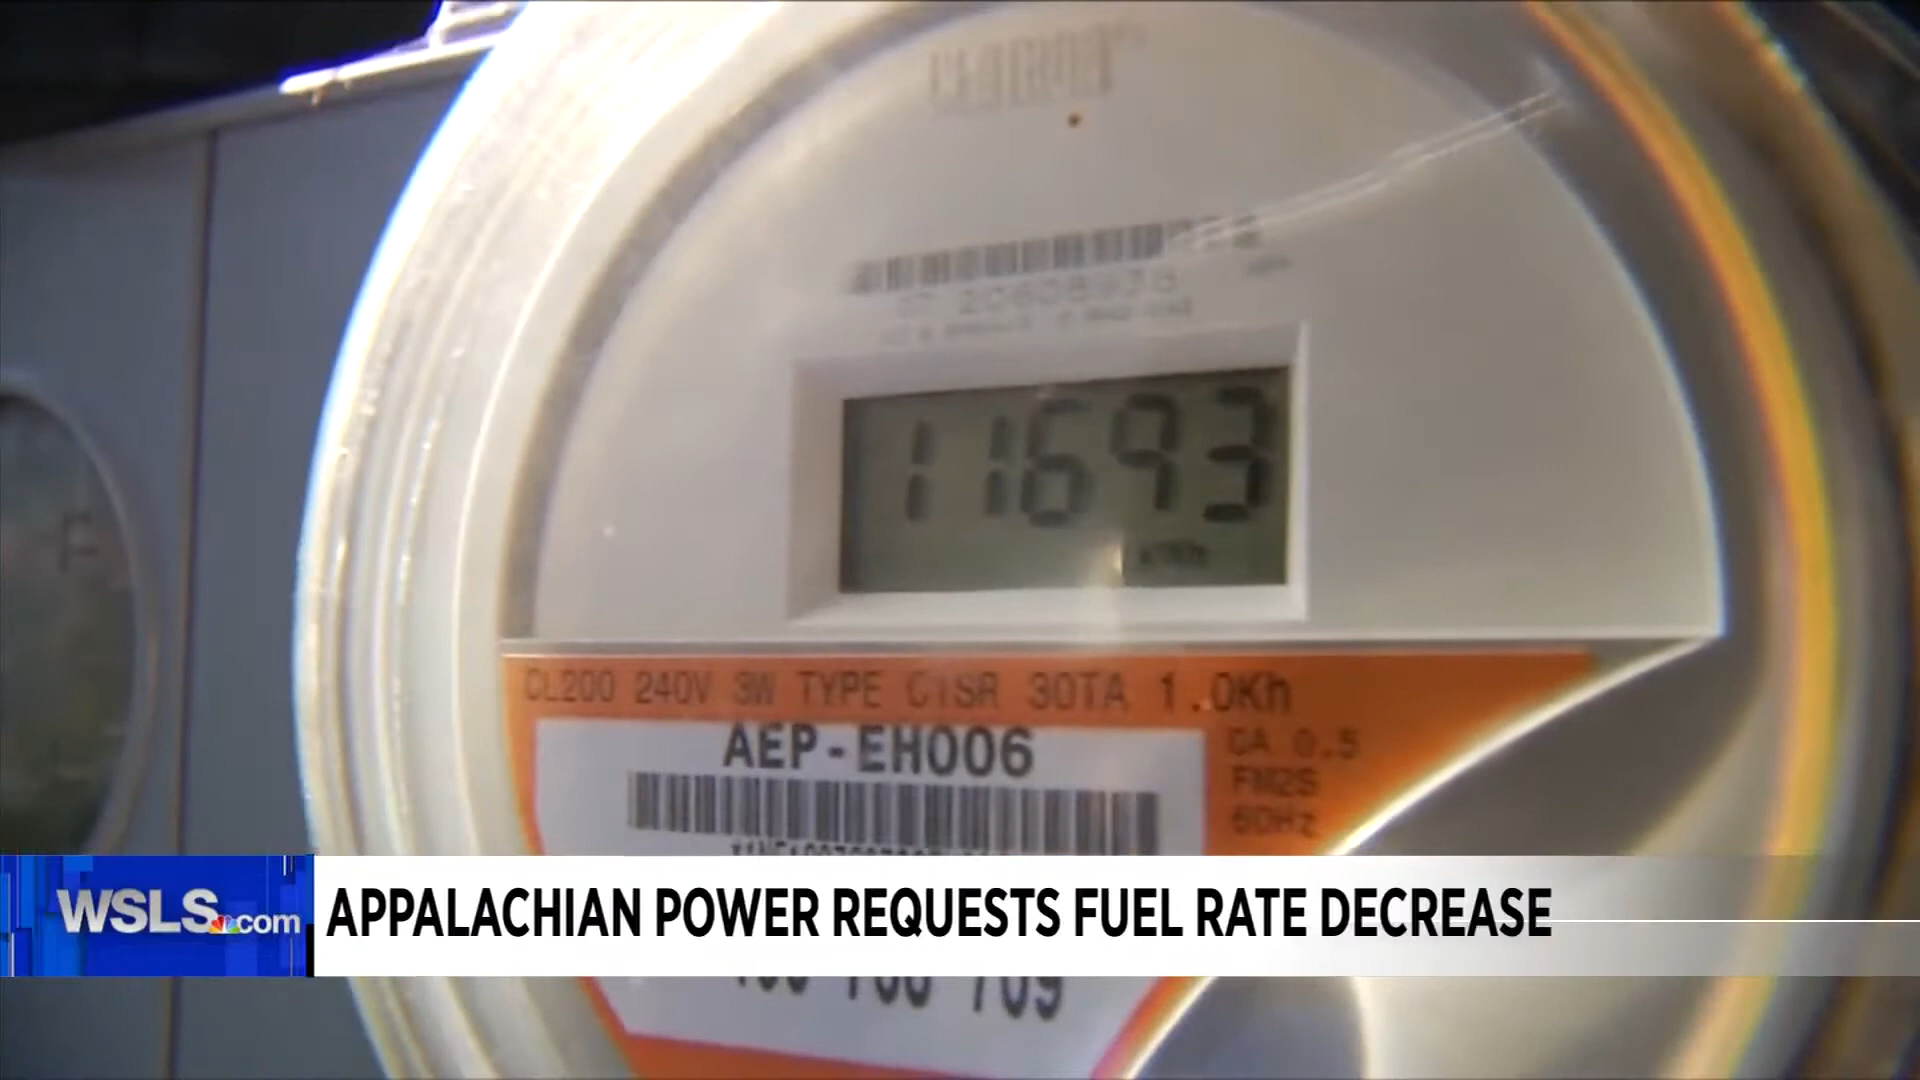 11693
CL200 240V 3W TYPE C1SR 30TA 1.0Kh
AEP-EH006
CA 0.5
FM2S
60Hz
WSLS.com
APPALACHIAN POWER REQUESTS FUEL RATE DECREASE